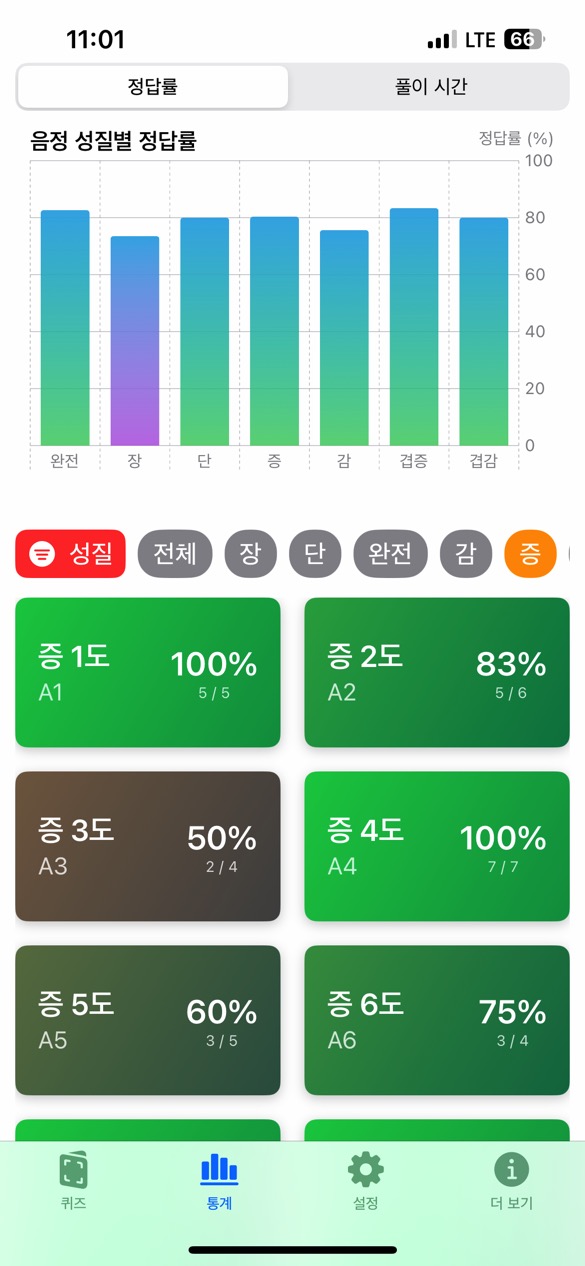 11:01 LTE 66
정답률 풀이 시간
음정 성질별 정답률 정답률 (%)
100
80
60
40
20
0
완전 장 단 증 감 겹증 겹감
성질 전체 장 단 완전 감 증
증 1도 100%
A1 5 / 5
증 2도 83%
A2 5 / 6
증 3도 50%
A3 2 / 4
증 4도 100%
A4 7 / 7
증 5도 60%
A5 3 / 5
증 6도 75%
A6 3 / 4
퀴즈 통계 설정 더 보기